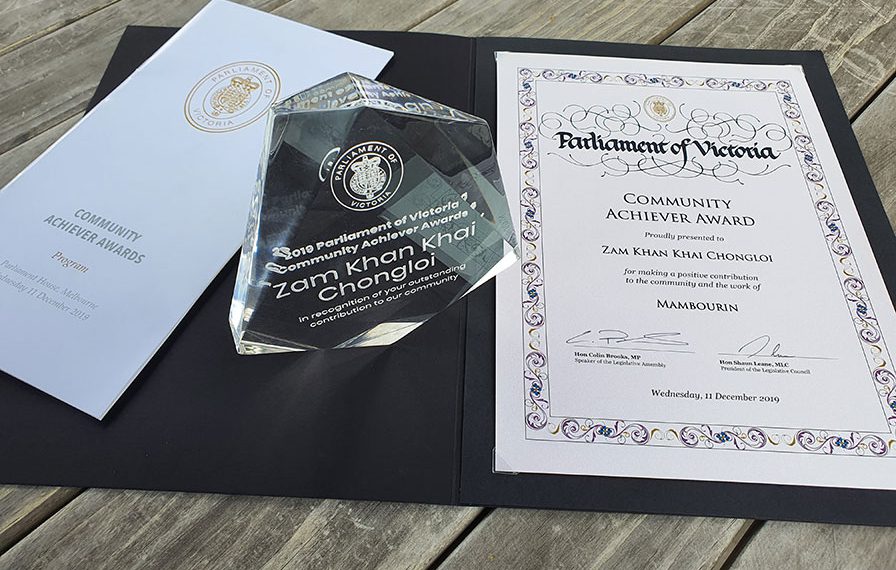 PARLIAMENT OF
VICTORIA
COMMUNITY
ACHIEVER AWARDS
Program
Parliament House, Melbourne
Wednesday 11 December 2019
PARLIAMENT OF
VICTORIA
2019 Parliament of Victoria
Community Achiever Awards
Zam Khan Khai
Chongloi
In recognition of your outstanding
contribution to our community
Parliament of Victoria
COMMUNITY
ACHIEVER AWARD
Proudly presented to
ZAM KHAN KHAI CHONGLOI
for making a positive contribution
to the community and the work of
MAMBOURIN
Hon Colin Brooks, MP
Speaker of the Legislative Assembly
Hon Shaun Leane, MLC
President of the Legislative Council
Wednesday, 11 December 2019